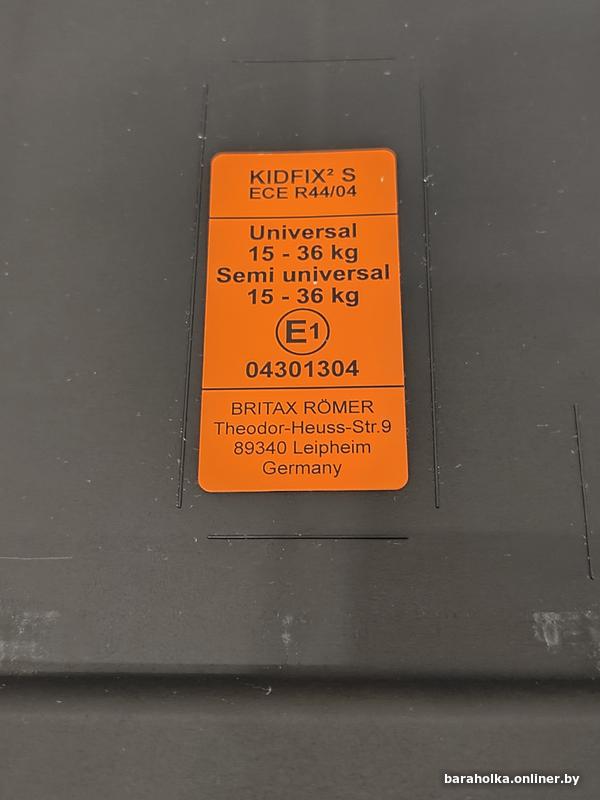 KIDFIX² S
ECE R44/04
Universal
15 - 36 kg
Semi universal
15 - 36 kg
E1
04301304
BRITAX RÖMER
Theodor-Heuss-Str.9
89340 Leipheim
Germany
baraholka.onliner.by